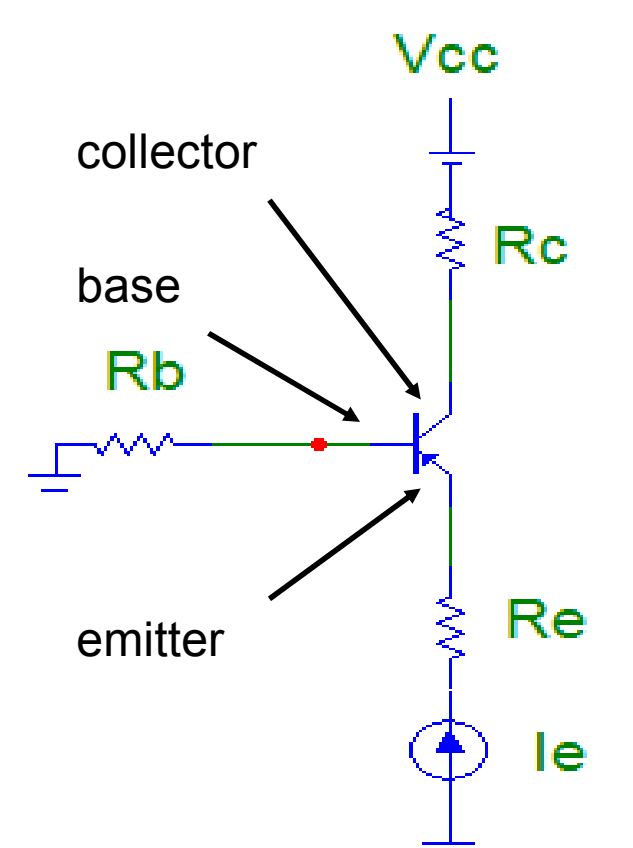 Vcc
collector
Rc
base
Rb
emitter
Re
Ie